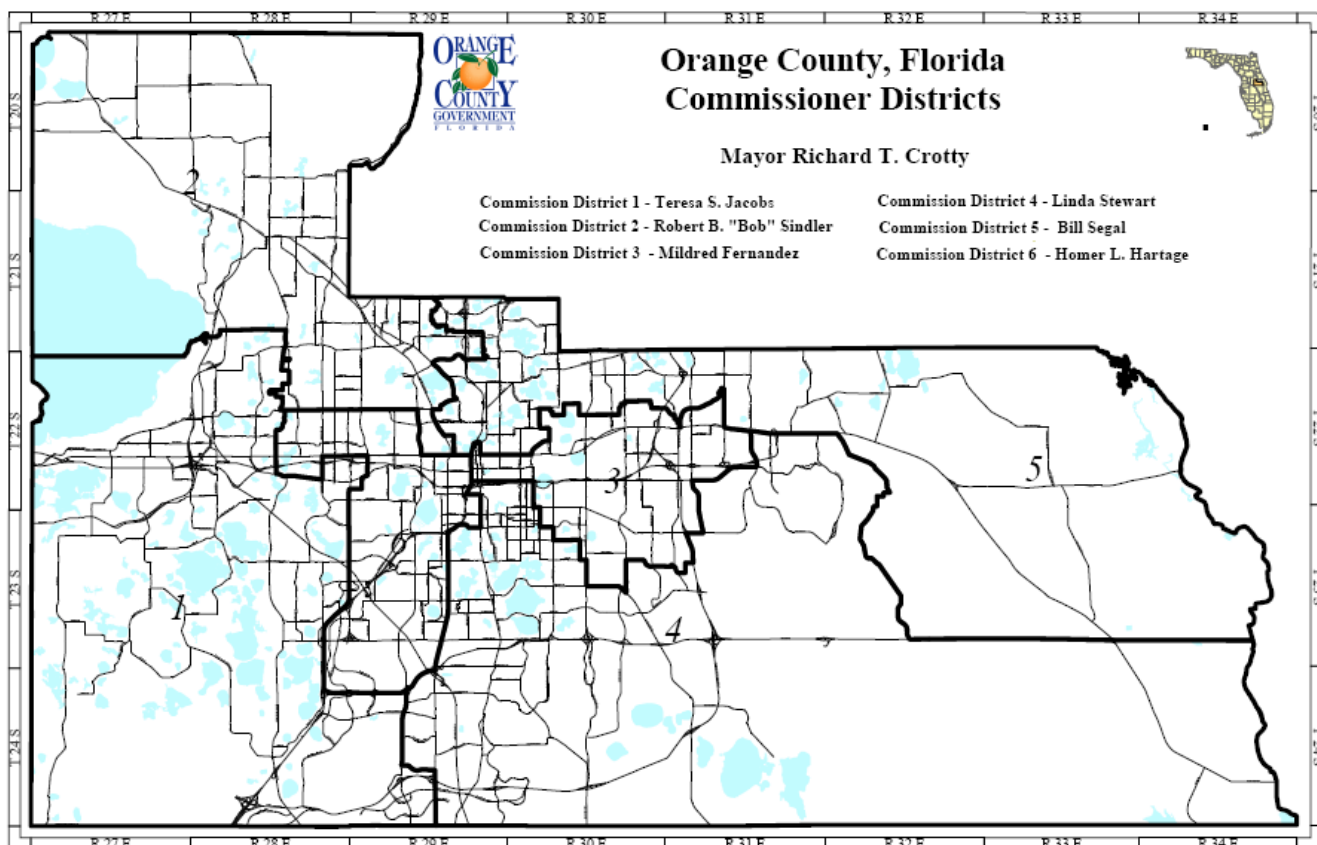 R 27 E R 28 E R 29 E R 30 E R 31 E R 32 E R 33 E R 34 E
ORANGE
COUNTY
GOVERNMENT
FLORIDA
Orange County, Florida
Commissioner Districts
Mayor Richard T. Crotty
Commission District 1 - Teresa S. Jacobs
Commission District 2 - Robert B. "Bob" Sindler
Commission District 3 - Mildred Fernandez
Commission District 4 - Linda Stewart
Commission District 5 - Bill Segal
Commission District 6 - Homer L. Hartage
T 20 S
T 21 S
T 22 S
T 23 S
T 24 S
2
3
5
1
4
R 27 E R 28 E R 29 E R 30 E R 31 E R 32 E R 33 E R 34 E